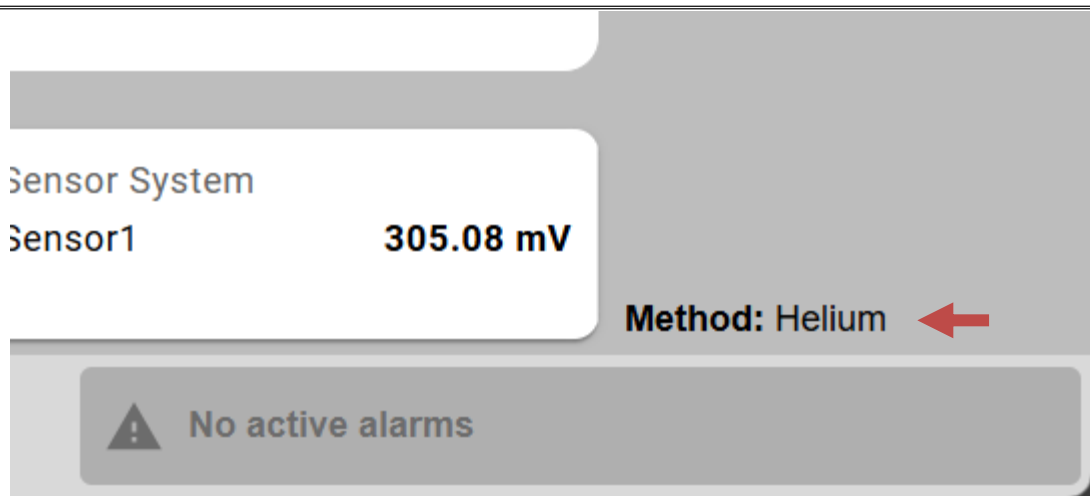 Sensor System
Sensor1 305.08 mV
Method: Helium
No active alarms